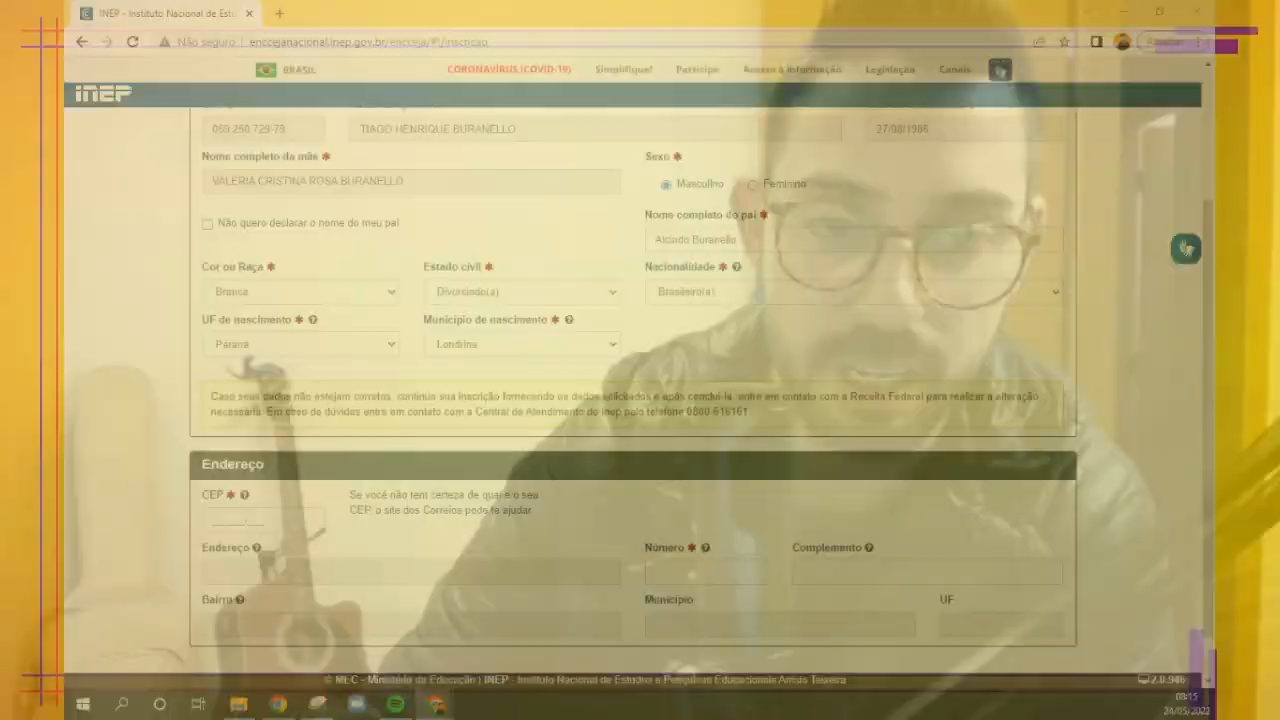 INEP - Instituto Nacional de Estu
Não seguro | enccejanacional.inep.gov.br/encceja/#!/inscricao
BRASIL CORONAVÍRUS (COVID-19) Simplifique! Participe Acesso à informação Legislação Canais
inep
TIAGO HENRIQUE BURANELLO 27/08/1986
Nome completo da mãe * Sexo *
VALERIA CRISTINA ROSA BURANELLO Masculino Feminino
Não quero declarar o nome do meu pai Nome completo do pai *
Alcindo Buranello
Cor ou Raça * Estado civil * Nacionalidade *
Branca Divorciado(a) Brasileiro(a)
UF de nascimento * Município de nascimento *
Paraná Londrina
Caso seus dados não estejam corretos, continue sua inscrição fornecendo os dados solicitados e após concluí-la, entre em contato com a Receita Federal para realizar a alteração
necessária. Em caso de dúvidas entre em contato com a Central de Atendimento do Inep pelo telefone 0800-616161
Endereço
CEP * Se você não tem certeza de qual é o seu
CEP, o site dos Correios pode te ajudar
Endereço Número * Complemento
Bairro Município UF
© MEC - Ministério da Educação | INEP - Instituto Nacional de Estudos e Pesquisas Educacionais Anísio Teixeira 2.0.946
08:15
24/05/2022